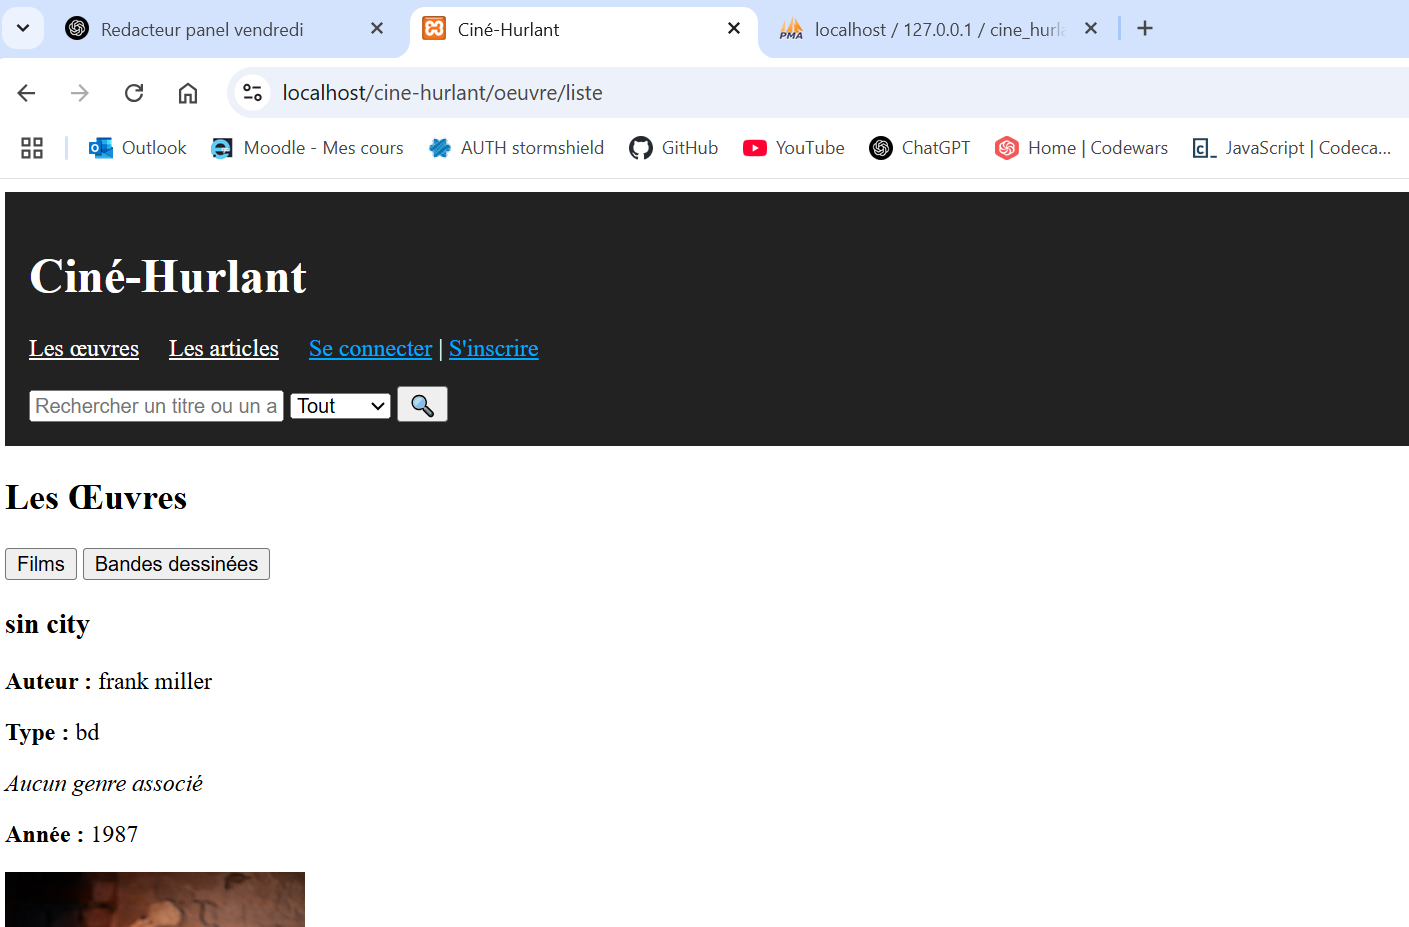 Redacteur panel vendredi
Ciné-Hurlant
PMA localhost / 127.0.0.1 / cine_hurla
localhost/cine-hurlant/oeuvre/liste
Outlook
Moodle - Mes cours
AUTH stormshield
GitHub
YouTube
ChatGPT
Home | Codewars
JavaScript | Codeca...
Ciné-Hurlant
Les œuvres Les articles Se connecter | S'inscrire
Rechercher un titre ou un a Tout
Les Œuvres
Films Bandes dessinées
sin city
Auteur : frank miller
Type : bd
Aucun genre associé
Année : 1987